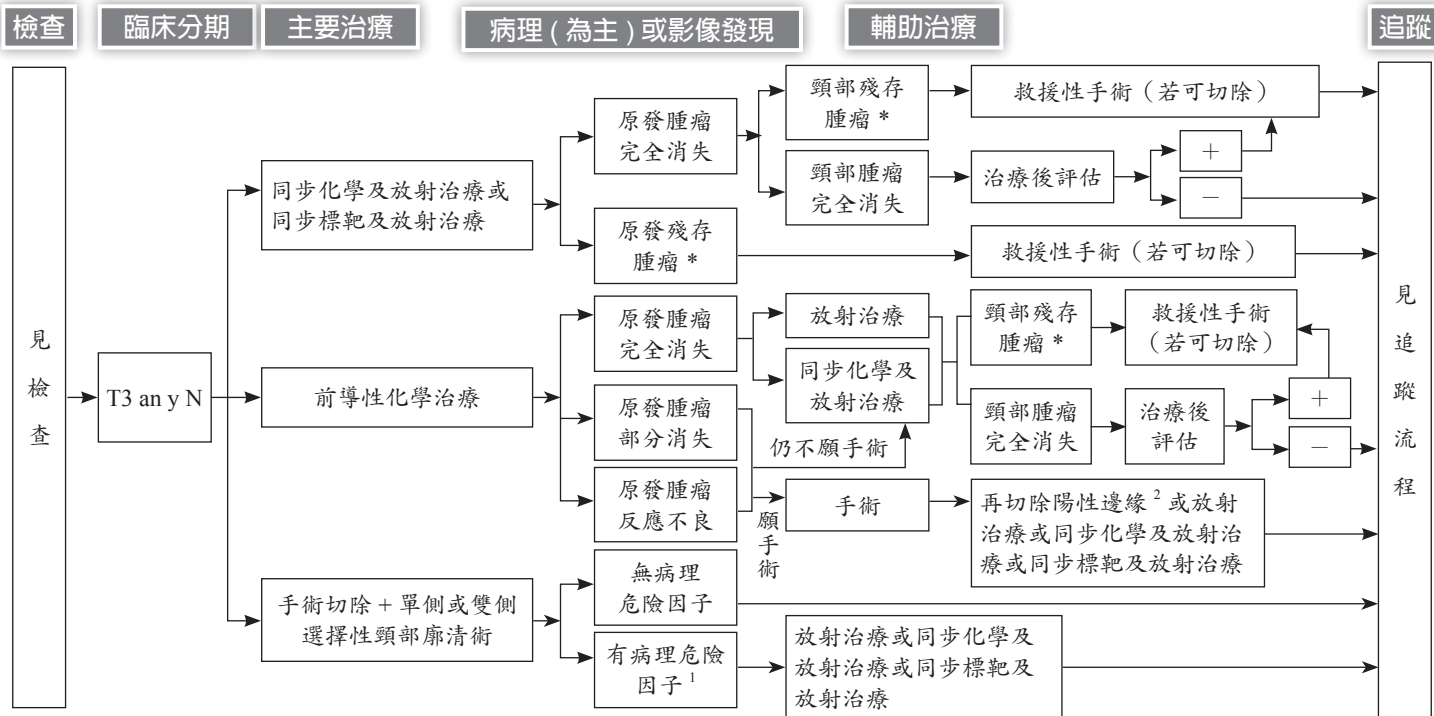 檢查
臨床分期
主要治療
病理 ( 為主 ) 或影像發現
輔助治療
追蹤
見檢查
T3 an y N
同步化學及放射治療或
同步標靶及放射治療
原發腫瘤
完全消失
頸部殘存
腫瘤 *
救援性手術（若可切除）
頸部腫瘤
完全消失
治療後評估
+
－
原發殘存
腫瘤 *
救援性手術（若可切除）
前導性化學治療
原發腫瘤
完全消失
放射治療
同步化學及
放射治療
頸部殘存
腫瘤 *
救援性手術
（若可切除）
頸部腫瘤
完全消失
治療後
評估
+
－
原發腫瘤
部分消失
仍不願手術
原發腫瘤
反應不良
願手術
手術
再切除陽性邊緣 2 或放射
治療或同步化學及放射治
療或同步標靶及放射治療
手術切除 + 單側或雙側
選擇性頸部廓清術
無病理
危險因子
有病理危險
因子 1
放射治療或同步化學及
放射治療或同步標靶及
放射治療
見追蹤流程